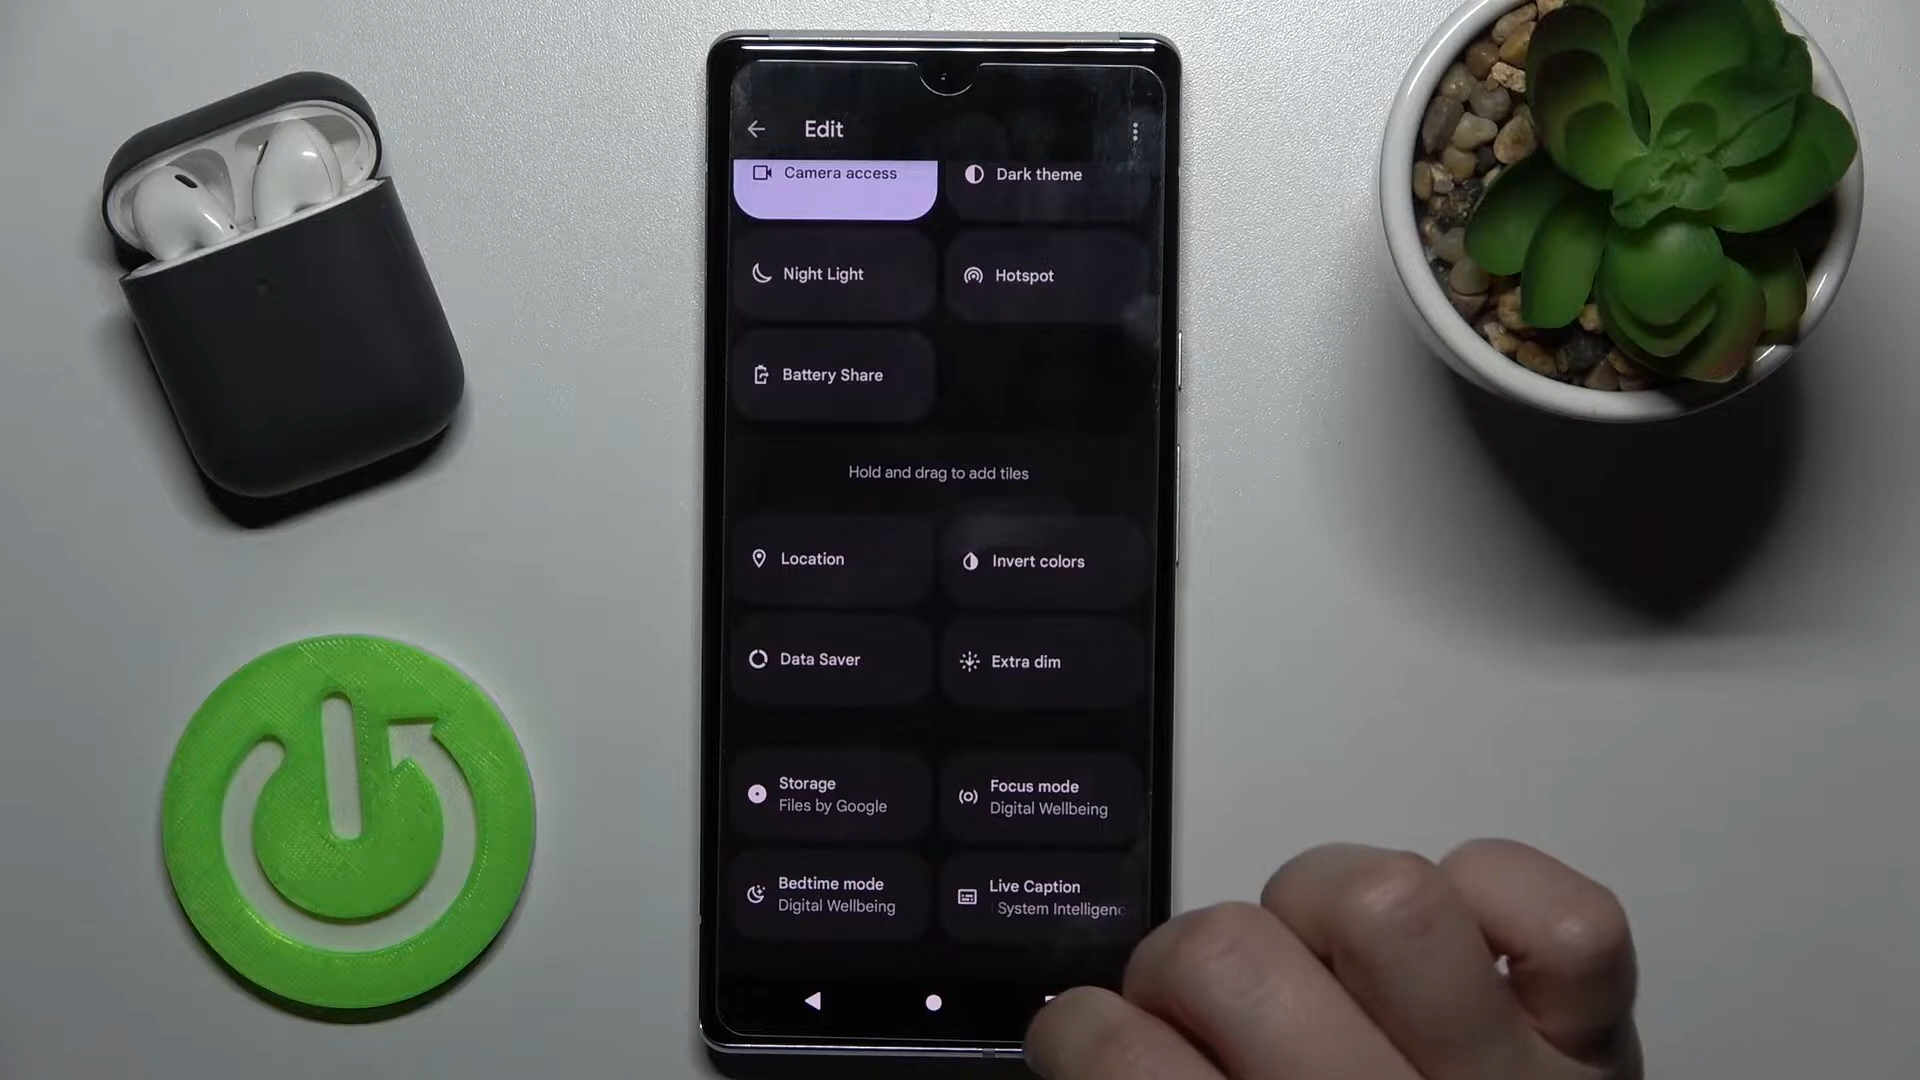 Edit
Camera access
Dark theme
Night Light
Hotspot
Battery Share
Hold and drag to add tiles
Location
Invert colors
Data Saver
Extra dim
Storage
Files by Google
Focus mode
Digital Wellbeing
Bedtime mode
Digital Wellbeing
Live Caption
System